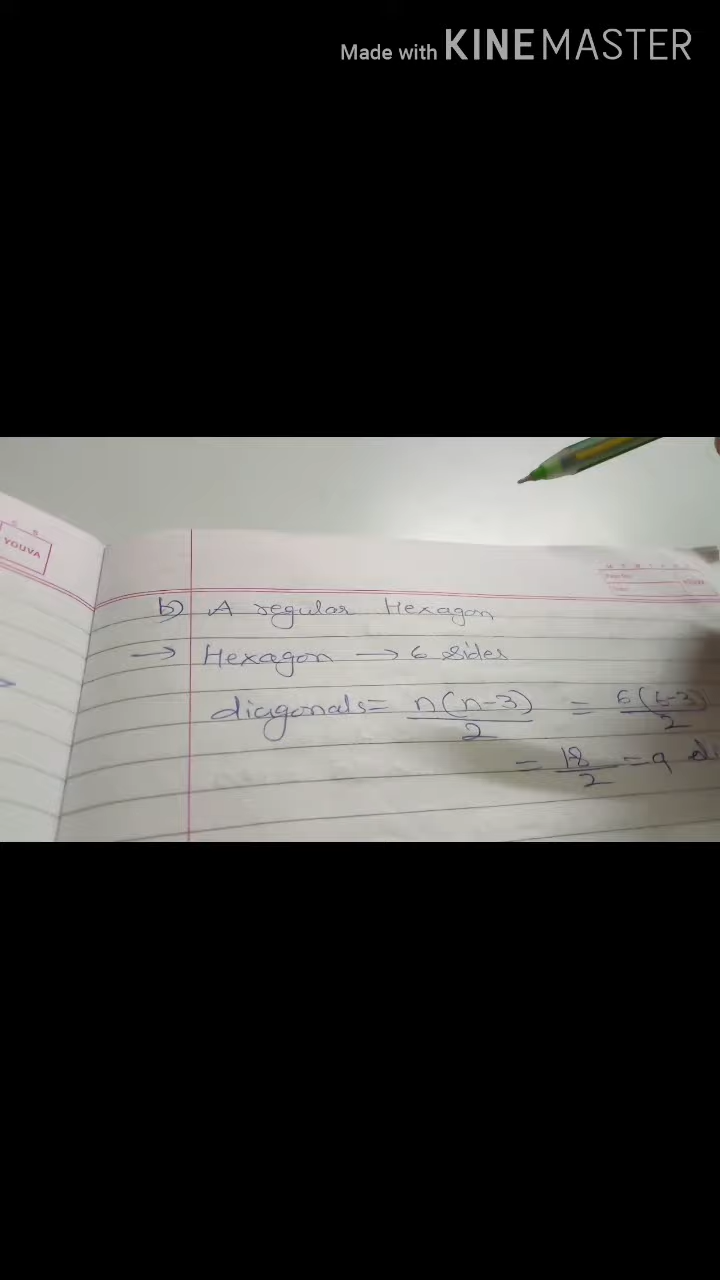 Made with KINEMASTER
YOUVA
b) A regular Hexagon
→ Hexagon → 6 sides
diagonals = n(n-3)/2 = 6(6-3)/2
= 18/2 = 9 di